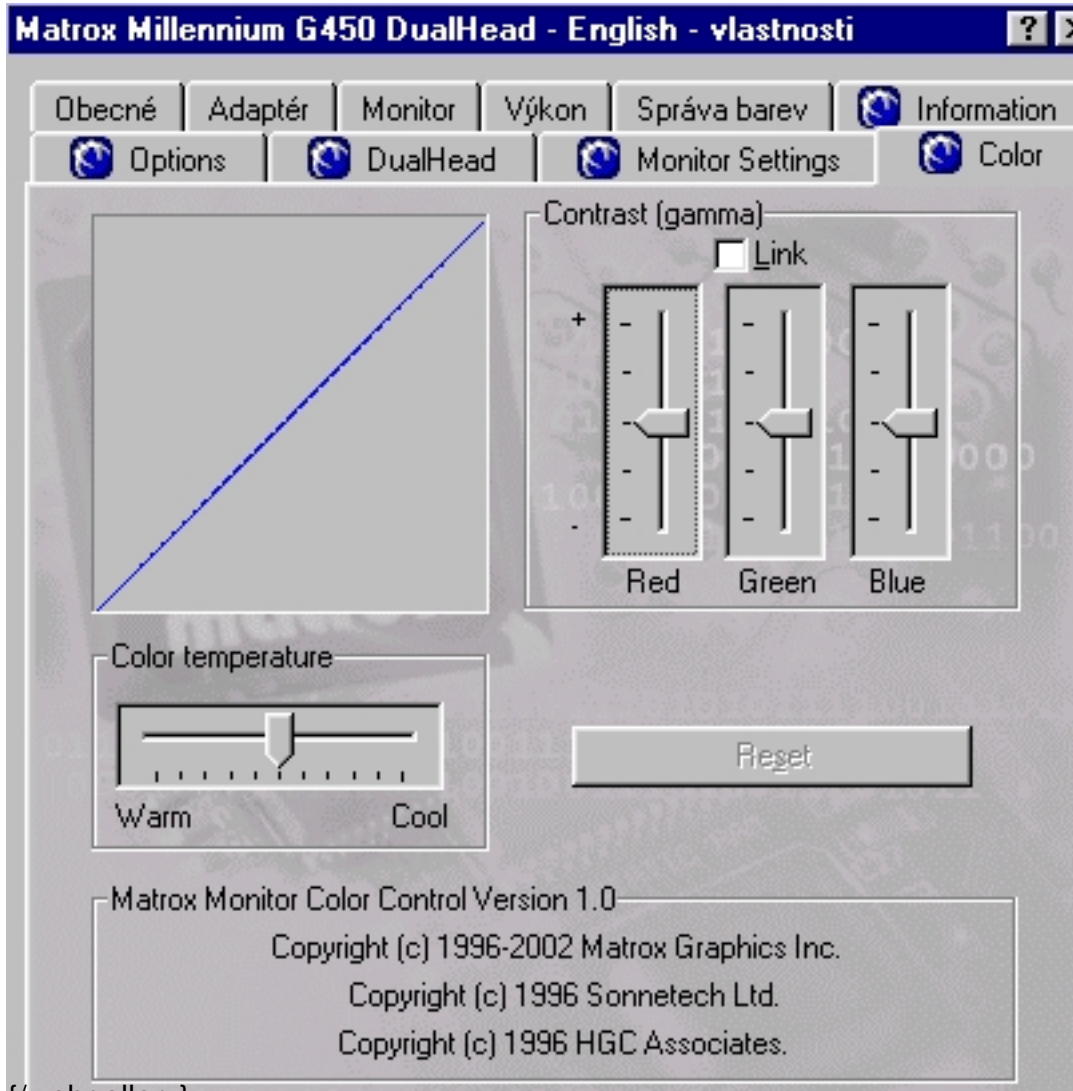 Matrox Millennium G450 DualHead - English - vlastnosti
Obecné Adaptér Monitor Výkon Správa barev Information
Options DualHead Monitor Settings Color
Contrast (gamma)
Link
+
-
Red Green Blue
Color temperature
Warm Cool
Reset
Matrox Monitor Color Control Version 1.0
Copyright (c) 1996-2002 Matrox Graphics Inc.
Copyright (c) 1996 Sonnetech Ltd.
Copyright (c) 1996 HGC Associates.